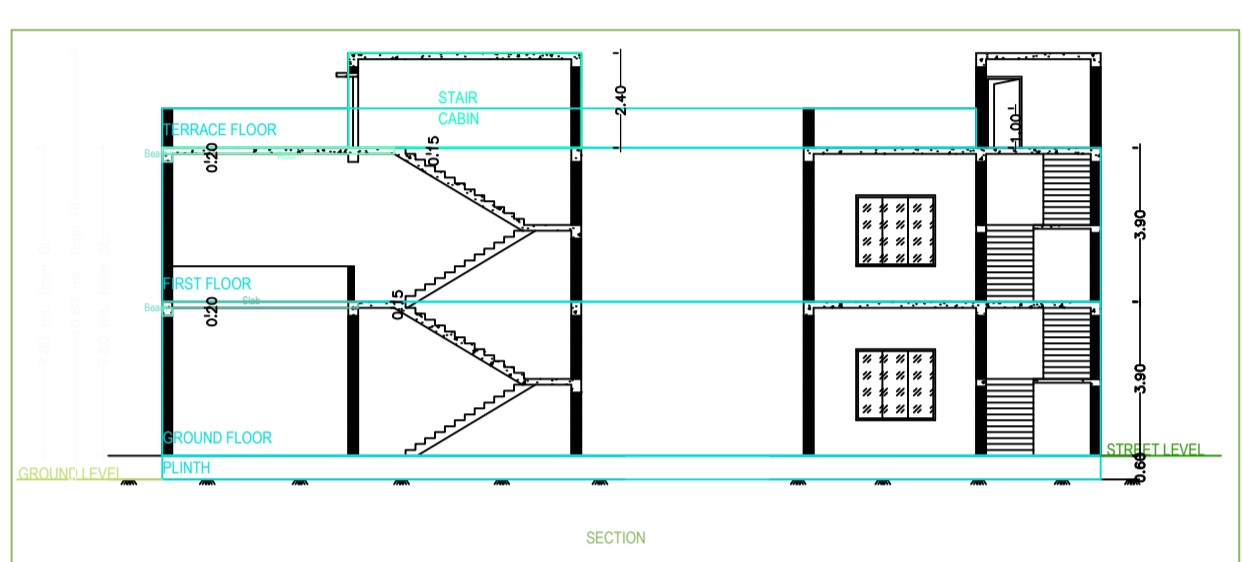 STAIR
CABIN
2.40
TERRACE FLOOR
1.00
0.20
0.15
3.90
FIRST FLOOR
Slab
0.20
0.15
3.90
GROUND FLOOR
STREET LEVEL
PLINTH
0.60
GROUND LEVEL
SECTION